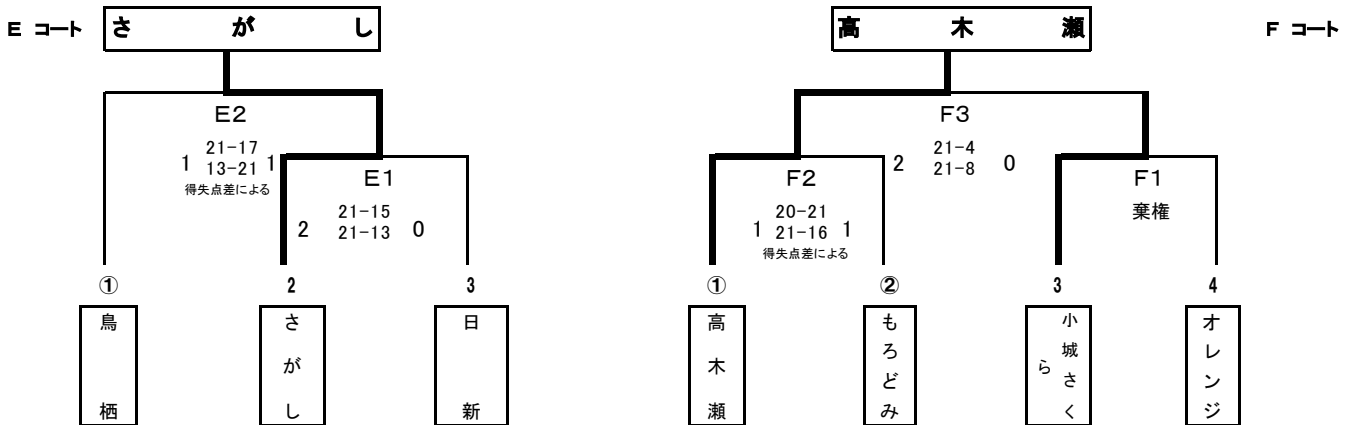 E コート
さがし
E2
21-17
1 13-21 1
得失点差による
E1
21-15
2 21-13 0
①
2
3
鳥栖
さがし
日新
高木瀬
F コート
F3
21-4
2 21-8 0
F2
20-21
1 21-16 1
得失点差による
F1
棄権
①
②
3
4
高木瀬
もろどみ
小城さくら
オレンジ